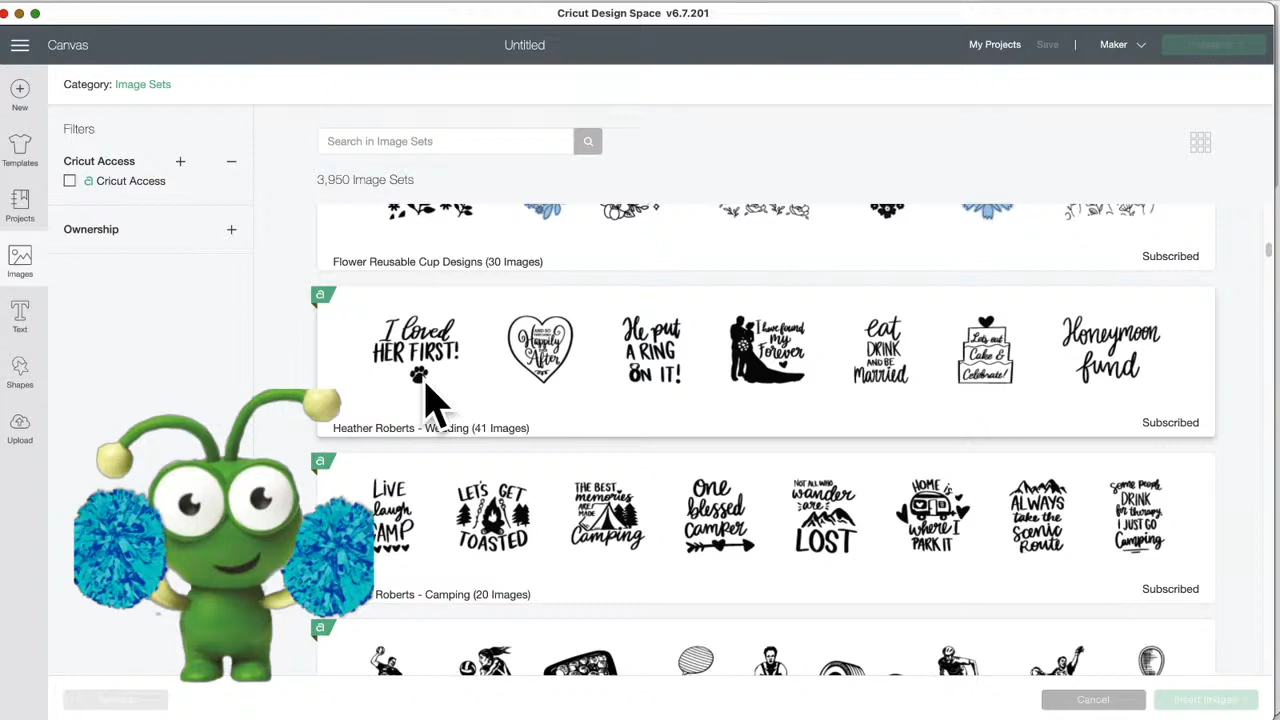 Cricut Design Space v6.7.201
Canvas
Untitled
My Projects
Save
|
Maker
Category: Image Sets
New
Templates
Projects
Images
Text
Shapes
Upload
Filters
Cricut Access
a Cricut Access
Ownership
Search in Image Sets
3,950 Image Sets
Flower Reusable Cup Designs (30 Images)
Subscribed
a
I loved
HER FIRST!
AND SO
Happily
Ever
After
He put
A RING
ON IT!
I have found
my
Forever
eat
DRINK
AND BE
Married
Lets eat
Cake &
Celebrate!
Honeymoon
fund
Heather Roberts - Wedding (41 Images)
Subscribed
a
LIVE
laugh
CAMP
LET'S GET
TOASTED
THE BEST
memories
ARE MADE
Camping
One
blessed
Camper
NOT ALL WHO
wander
are
LOST
HOME is
where I
PARK IT
ALWAYS
take the
Scenic
Route
Some people
DRINK
for therapy
I JUST GO
Camping
Roberts - Camping (20 Images)
Subscribed
a
Cancel
Insert Images